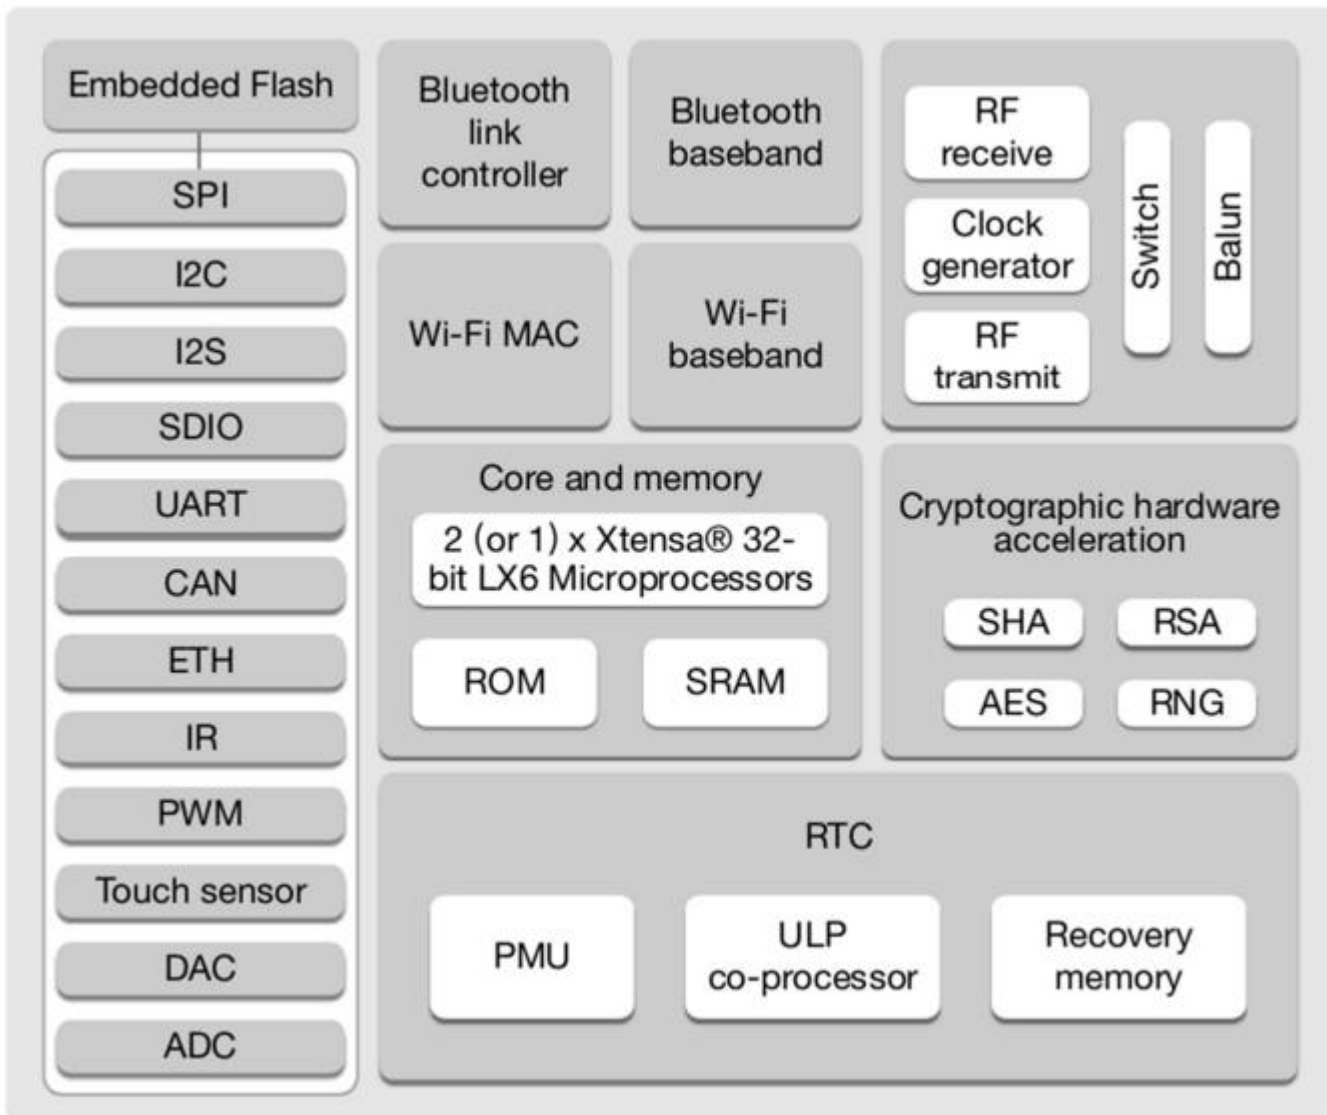 Embedded Flash
SPI
I2C
I2S
SDIO
UART
CAN
ETH
IR
PWM
Touch sensor
DAC
ADC
Bluetooth
link
controller
Bluetooth
baseband
Wi-Fi MAC
Wi-Fi
baseband
RF
receive
Clock
generator
RF
transmit
Switch
Balun
Core and memory
2 (or 1) x Xtensa® 32-
bit LX6 Microprocessors
ROM
SRAM
Cryptographic hardware
acceleration
SHA
RSA
AES
RNG
RTC
PMU
ULP
co-processor
Recovery
memory